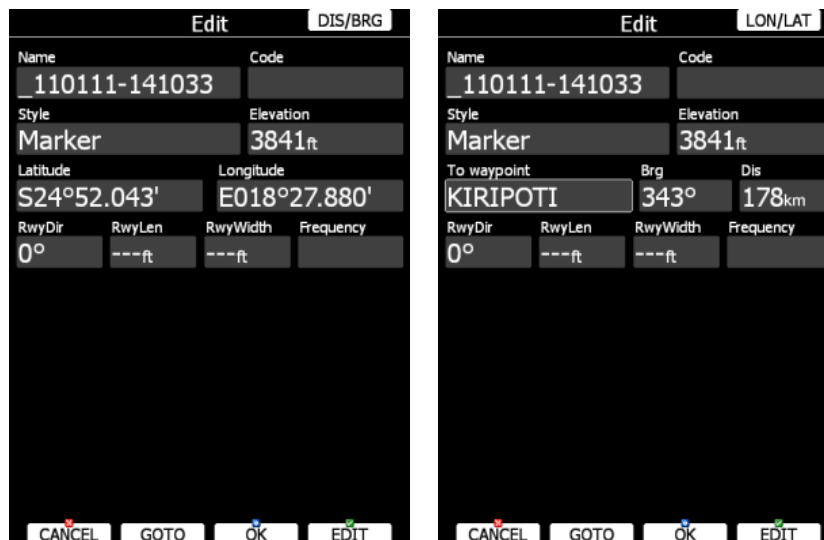 Edit DIS/BRG
Name Code
_110111-141033
Style Elevation
Marker 3841ft
Latitude Longitude
S24°52.043' E018°27.880'
RwyDir RwyLen RwyWidth Frequency
0° ---ft ---ft
CANCEL GOTO OK EDIT
Edit LON/LAT
Name Code
_110111-141033
Style Elevation
Marker 3841ft
To waypoint Brg Dis
KIRIPOTI 343° 178km
RwyDir RwyLen RwyWidth Frequency
0° ---ft ---ft
CANCEL GOTO OK EDIT